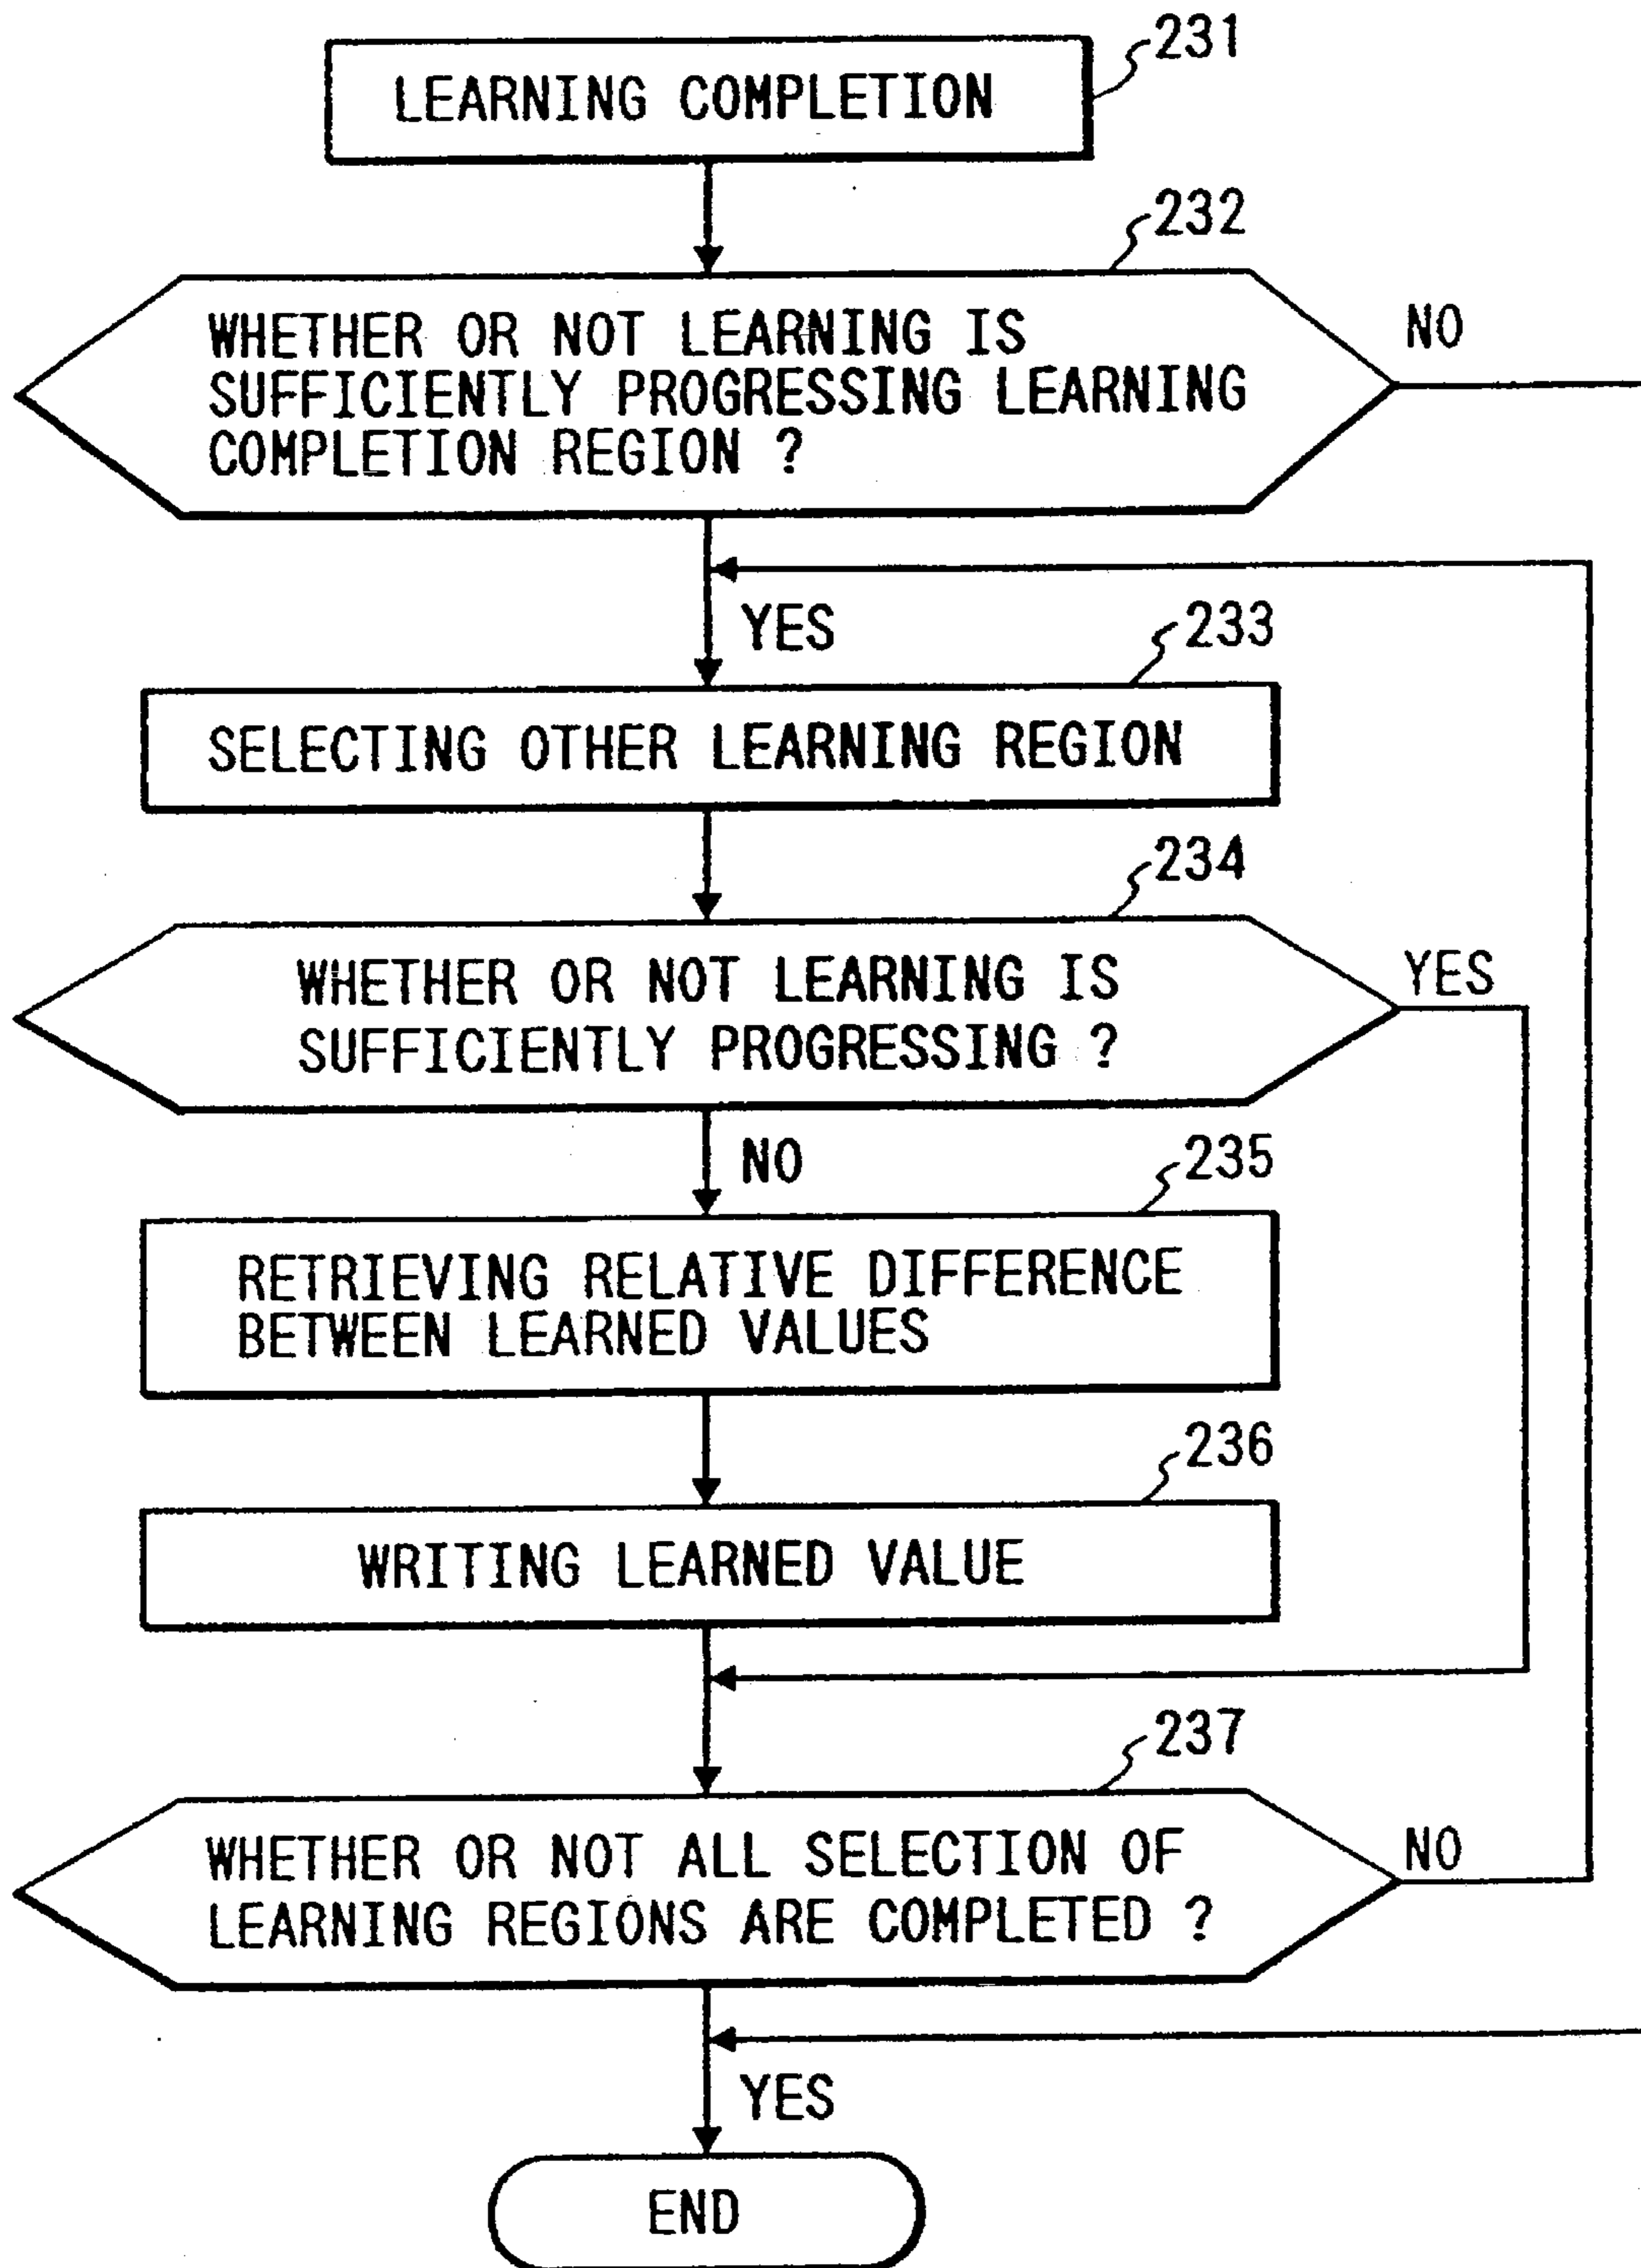 231
LEARNING COMPLETION
232
WHETHER OR NOT LEARNING IS
SUFFICIENTLY PROGRESSING LEARNING
COMPLETION REGION ?
NO
YES
233
SELECTING OTHER LEARNING REGION
234
WHETHER OR NOT LEARNING IS
SUFFICIENTLY PROGRESSING ?
YES
NO
235
RETRIEVING RELATIVE DIFFERENCE
BETWEEN LEARNED VALUES
236
WRITING LEARNED VALUE
237
WHETHER OR NOT ALL SELECTION OF
LEARNING REGIONS ARE COMPLETED ?
NO
YES
END